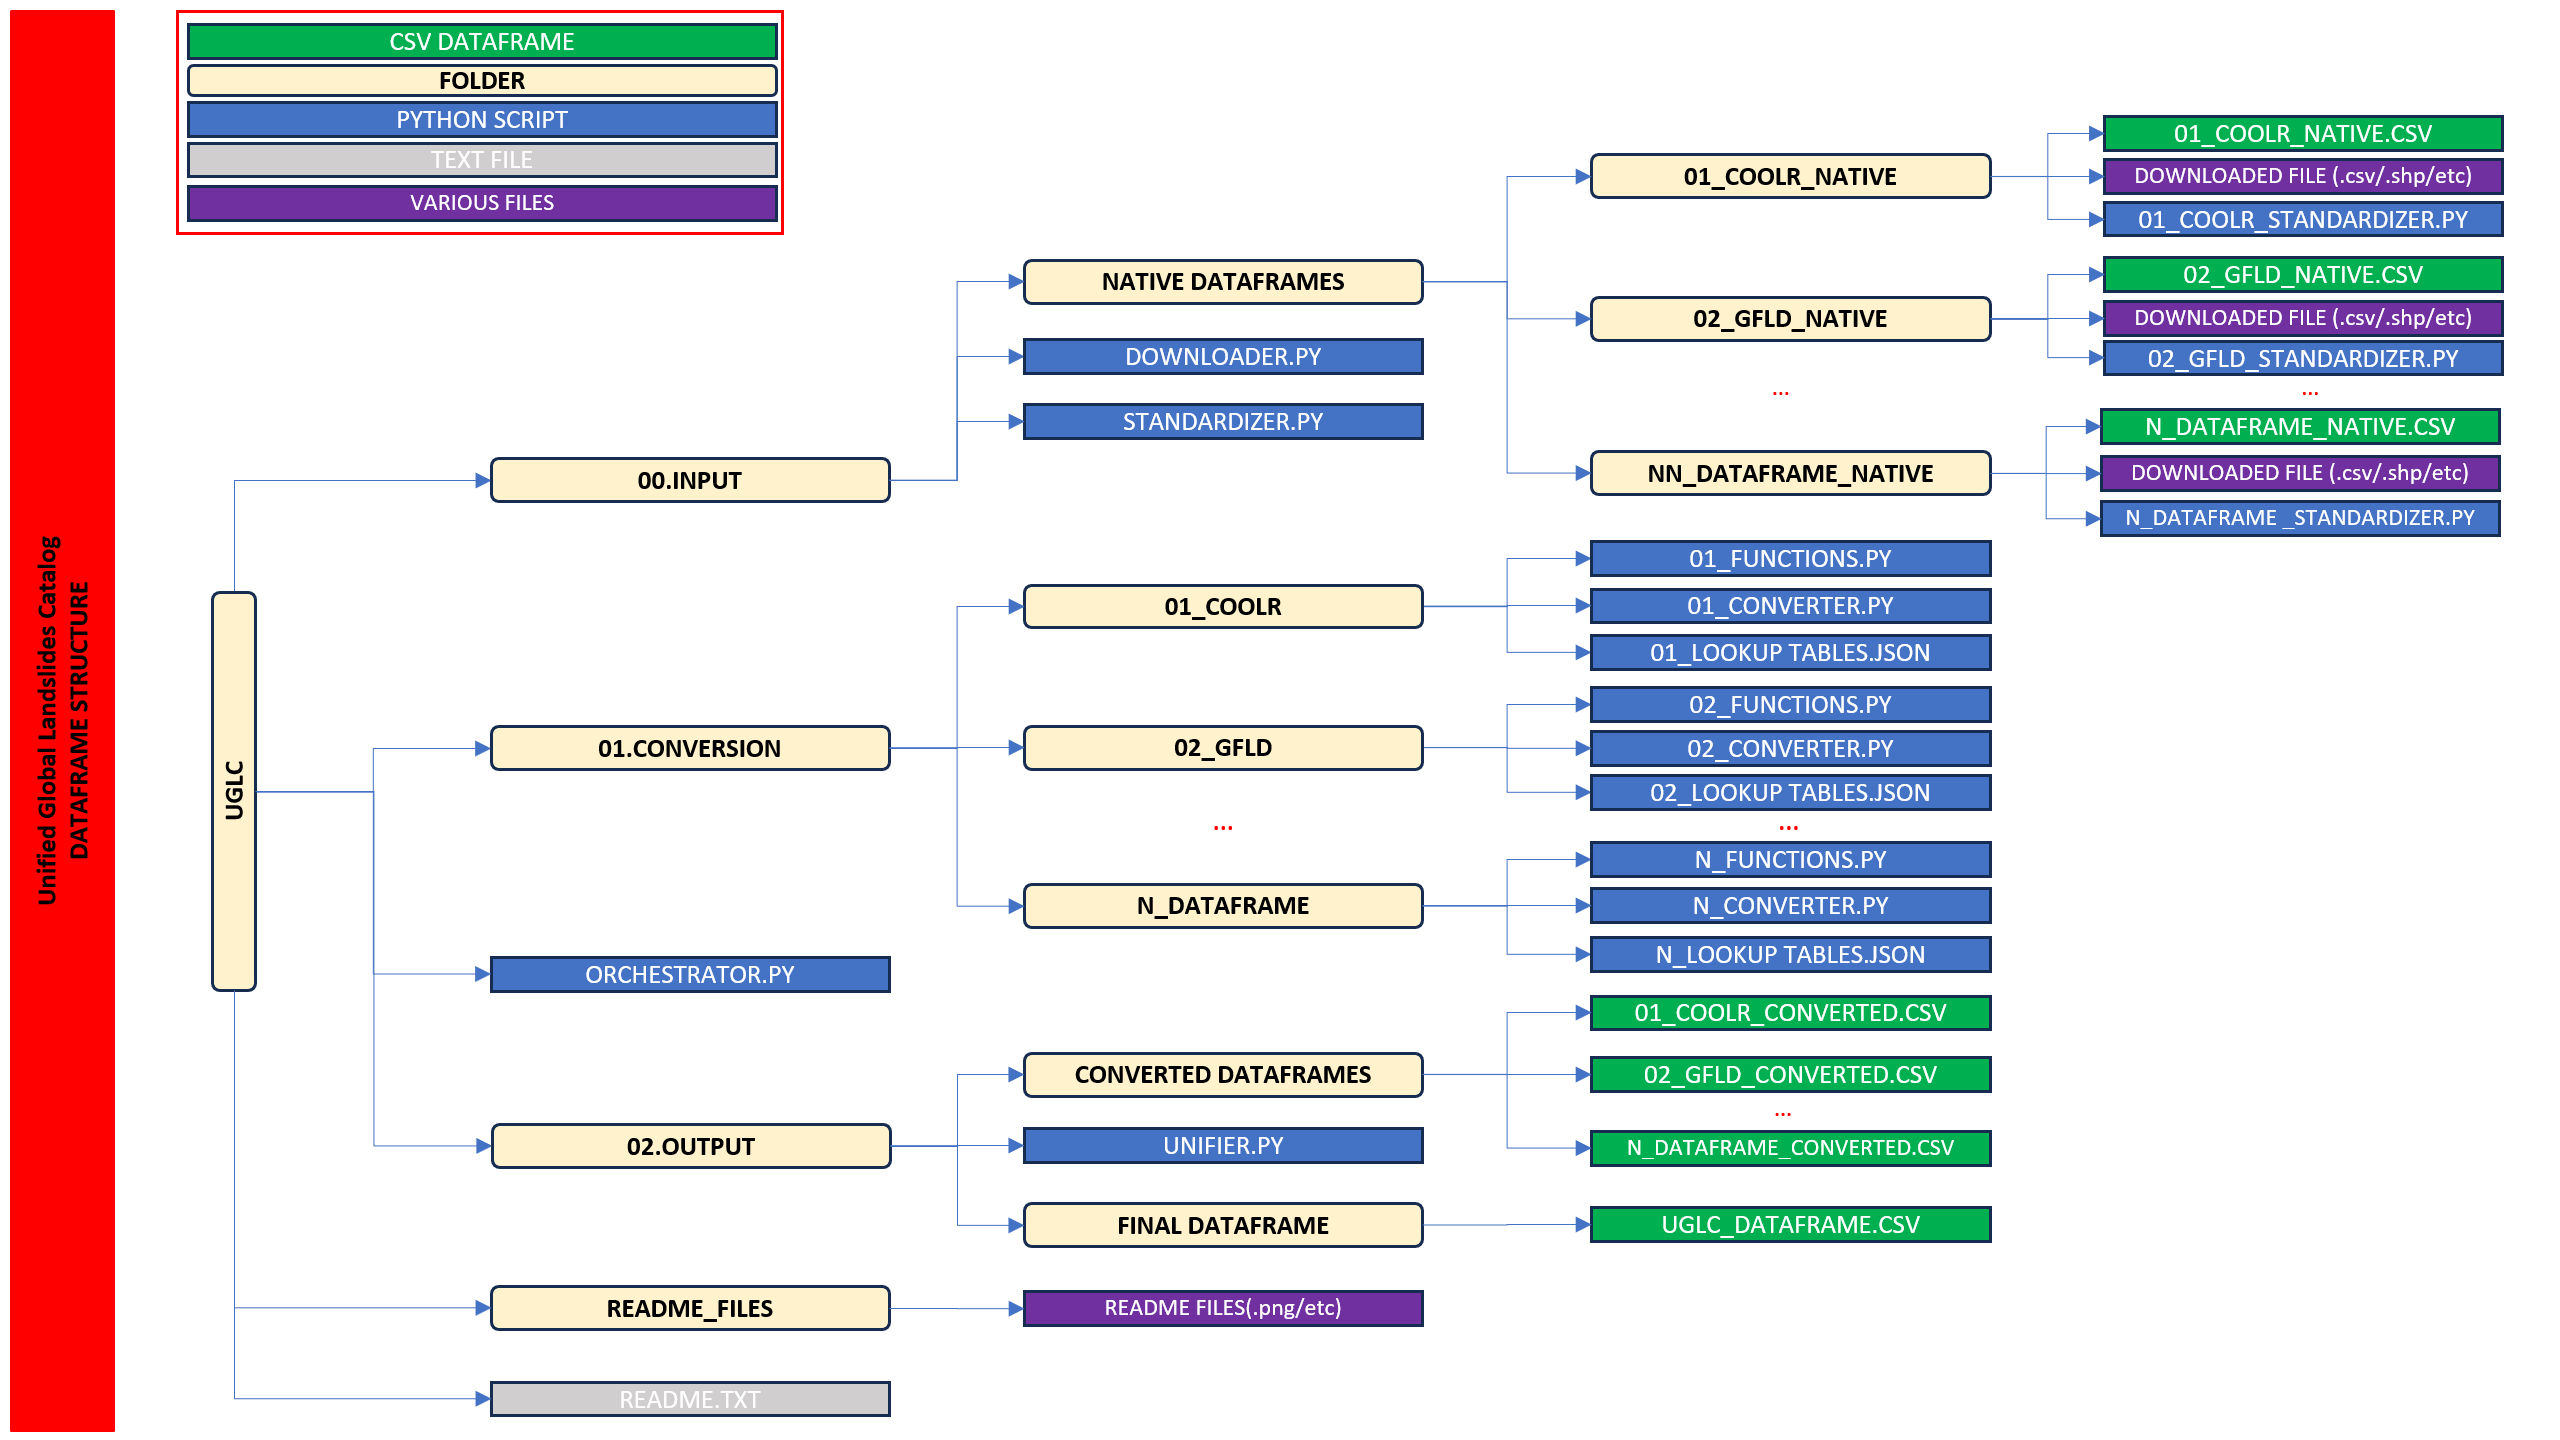 Unified Global Landslides Catalog
DATAFRAME STRUCTURE
CSV DATAFRAME
FOLDER
PYTHON SCRIPT
TEXT FILE
VARIOUS FILES
UGLC
00.INPUT
NATIVE DATAFRAMES
DOWNLOADER.PY
STANDARDIZER.PY
01_COOLR_NATIVE
01_COOLR_NATIVE.CSV
DOWNLOADED FILE (.csv/.shp/etc)
01_COOLR_STANDARDIZER.PY
02_GFLD_NATIVE
02_GFLD_NATIVE.CSV
DOWNLOADED FILE (.csv/.shp/etc)
02_GFLD_STANDARDIZER.PY
...
...
NN_DATAFRAME_NATIVE
N_DATAFRAME_NATIVE.CSV
DOWNLOADED FILE (.csv/.shp/etc)
N_DATAFRAME _STANDARDIZER.PY
01.CONVERSION
01_COOLR
01_FUNCTIONS.PY
01_CONVERTER.PY
01_LOOKUP TABLES.JSON
02_GFLD
02_FUNCTIONS.PY
02_CONVERTER.PY
02_LOOKUP TABLES.JSON
...
...
N_DATAFRAME
N_FUNCTIONS.PY
N_CONVERTER.PY
N_LOOKUP TABLES.JSON
ORCHESTRATOR.PY
02.OUTPUT
CONVERTED DATAFRAMES
01_COOLR_CONVERTED.CSV
02_GFLD_CONVERTED.CSV
...
N_DATAFRAME_CONVERTED.CSV
UNIFIER.PY
FINAL DATAFRAME
UGLC_DATAFRAME.CSV
README_FILES
README FILES(.png/etc)
README.TXT